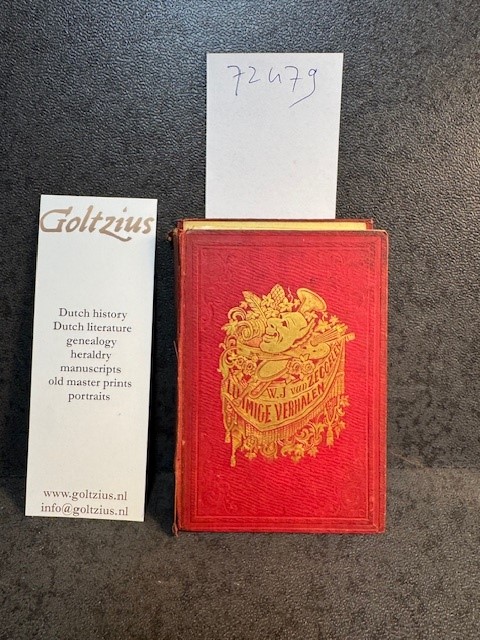 72479
Goltzius
Dutch history
Dutch literature
genealogy
heraldry
manuscripts
old master prints
portraits
www.goltzius.nl
info@goltzius.nl
W.J van ZEGGELEN
LUIMIGE VERHALEN